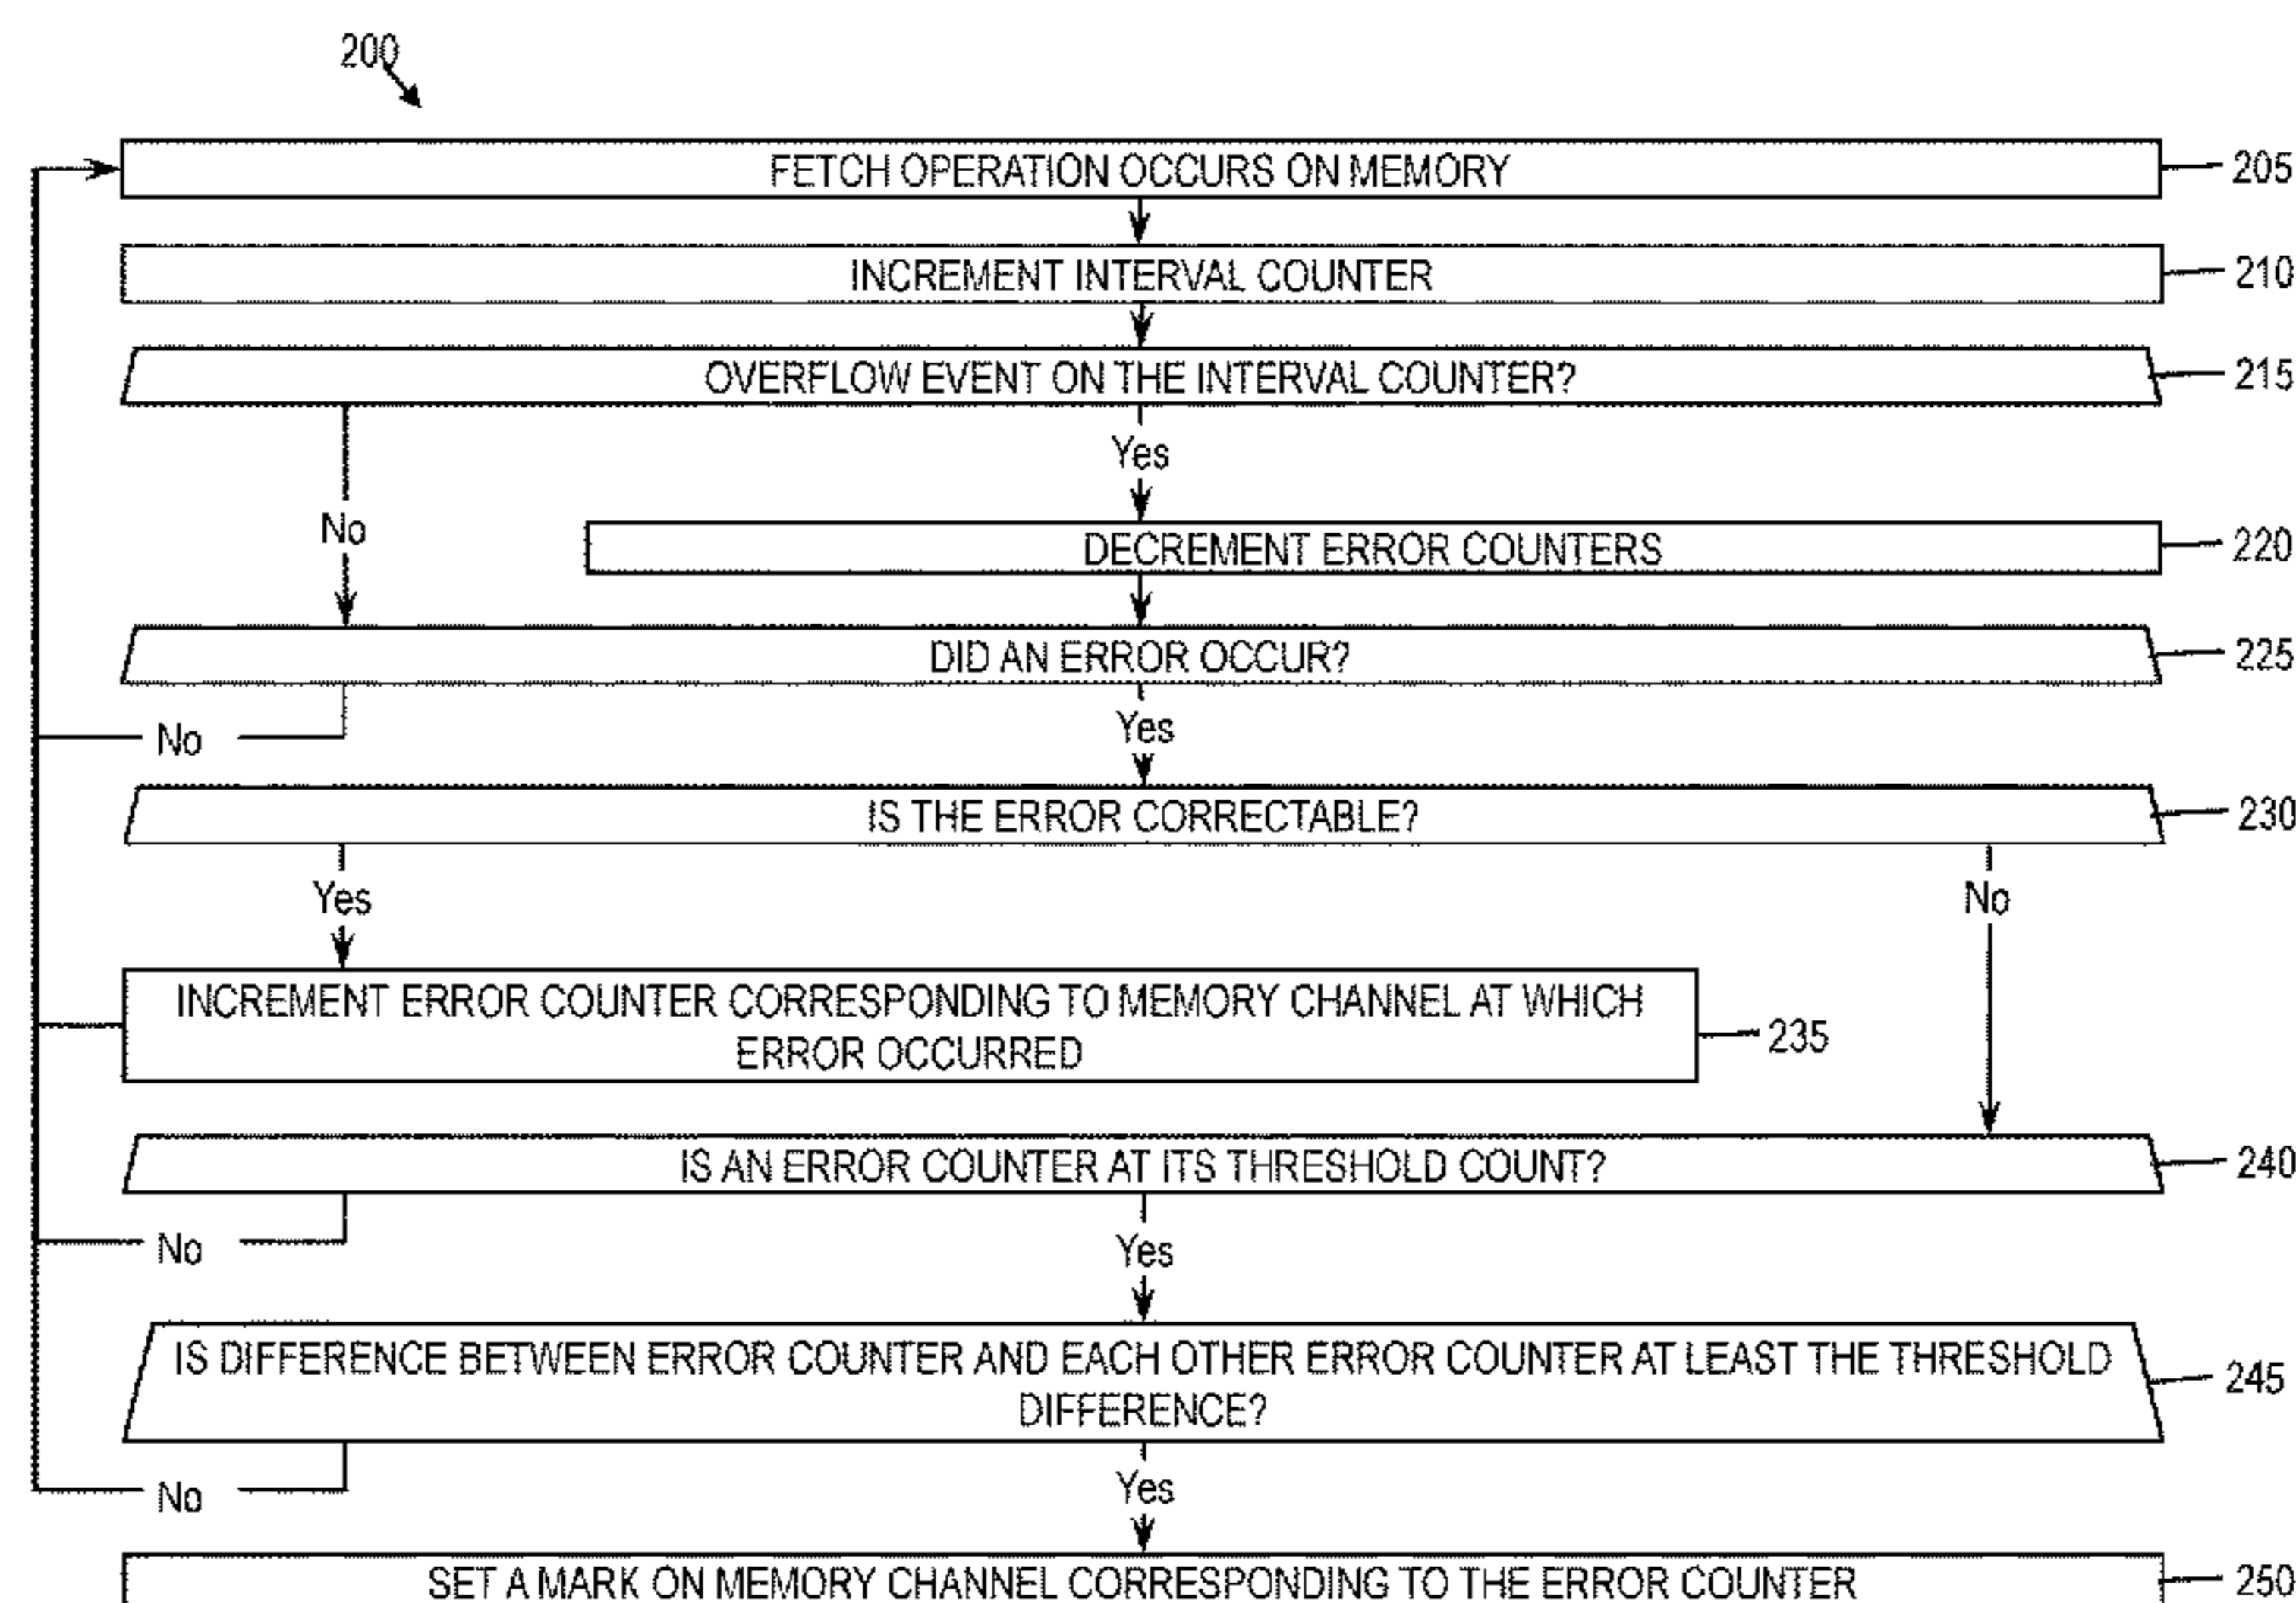 200
FETCH OPERATION OCCURS ON MEMORY
205
INCREMENT INTERVAL COUNTER
210
OVERFLOW EVENT ON THE INTERVAL COUNTER?
215
Yes
No
DECREMENT ERROR COUNTERS
220
DID AN ERROR OCCUR?
225
No
Yes
IS THE ERROR CORRECTABLE?
230
Yes
No
INCREMENT ERROR COUNTER CORRESPONDING TO MEMORY CHANNEL AT WHICH
ERROR OCCURRED
235
IS AN ERROR COUNTER AT ITS THRESHOLD COUNT?
240
No
Yes
IS DIFFERENCE BETWEEN ERROR COUNTER AND EACH OTHER ERROR COUNTER AT LEAST THE THRESHOLD
DIFFERENCE?
245
No
Yes
SET A MARK ON MEMORY CHANNEL CORRESPONDING TO THE ERROR COUNTER
250